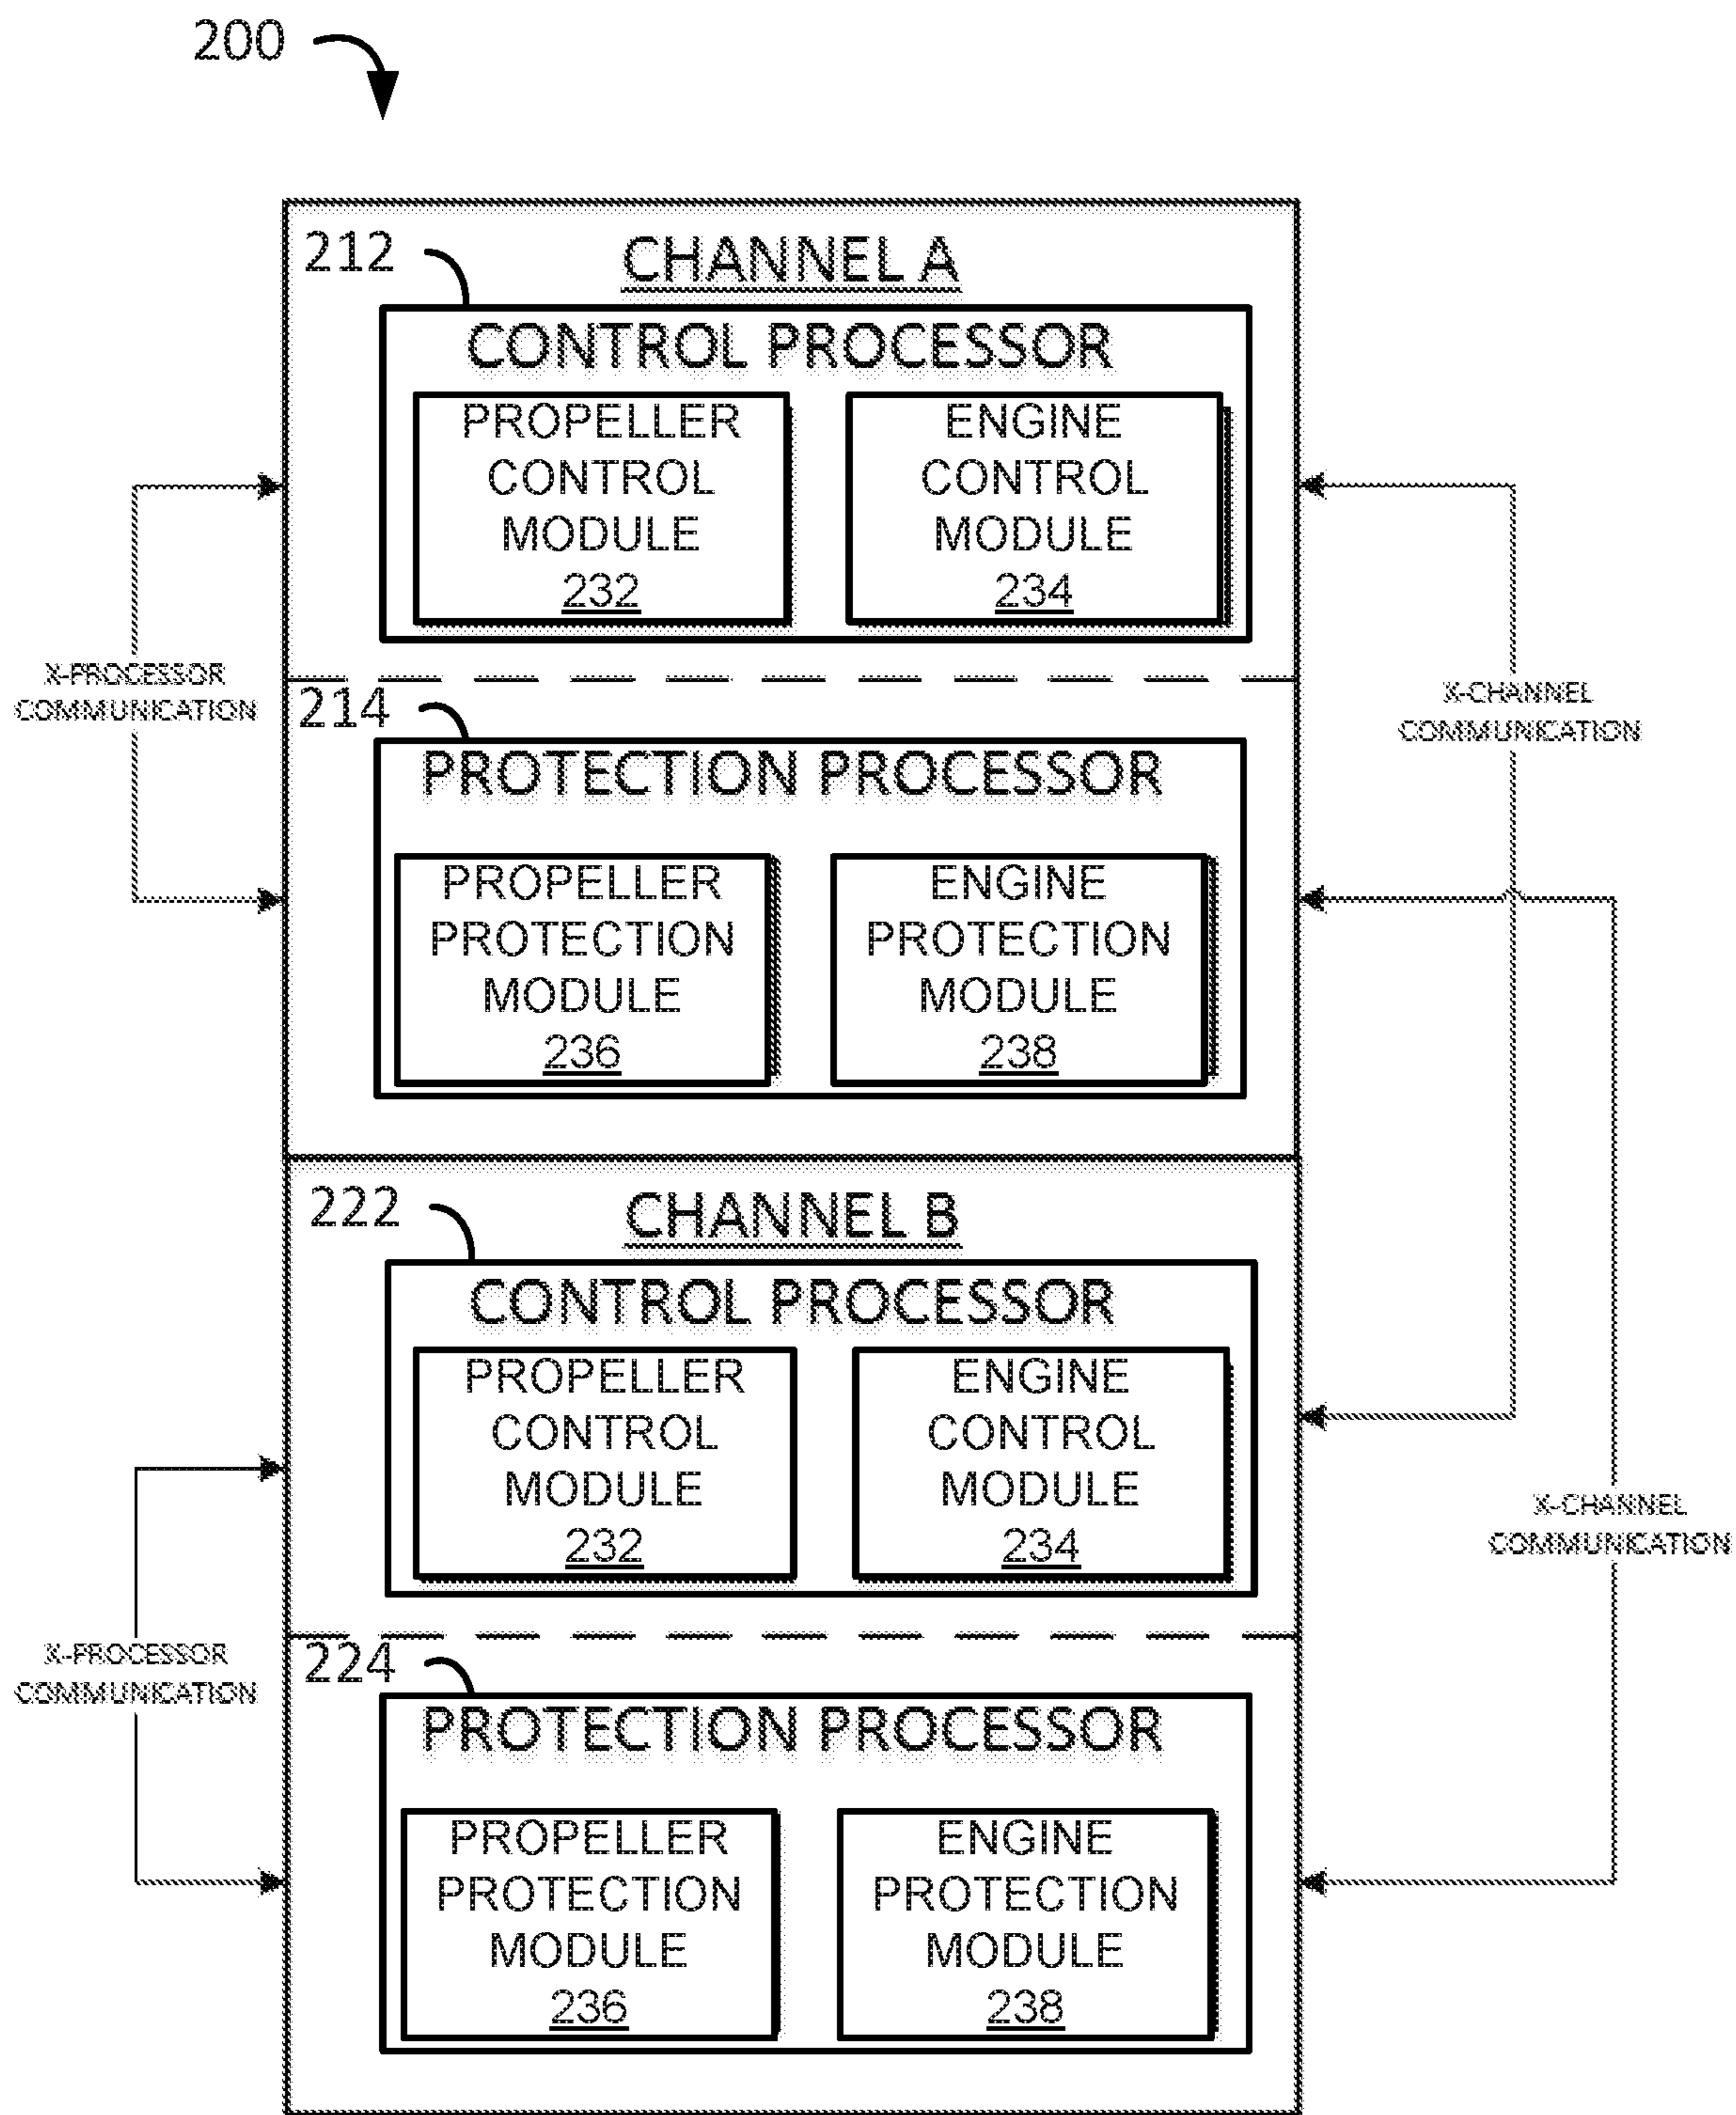 200
212
CHANNEL A
CONTROL PROCESSOR
PROPELLER
CONTROL
MODULE
232
ENGINE
CONTROL
MODULE
234
X-PROCESSOR
COMMUNICATION
X-CHANNEL
COMMUNICATION
214
PROTECTION PROCESSOR
PROPELLER
PROTECTION
MODULE
236
ENGINE
PROTECTION
MODULE
238
222
CHANNEL B
CONTROL PROCESSOR
PROPELLER
CONTROL
MODULE
232
ENGINE
CONTROL
MODULE
234
X-CHANNEL
COMMUNICATION
X-PROCESSOR
COMMUNICATION
224
PROTECTION PROCESSOR
PROPELLER
PROTECTION
MODULE
236
ENGINE
PROTECTION
MODULE
238